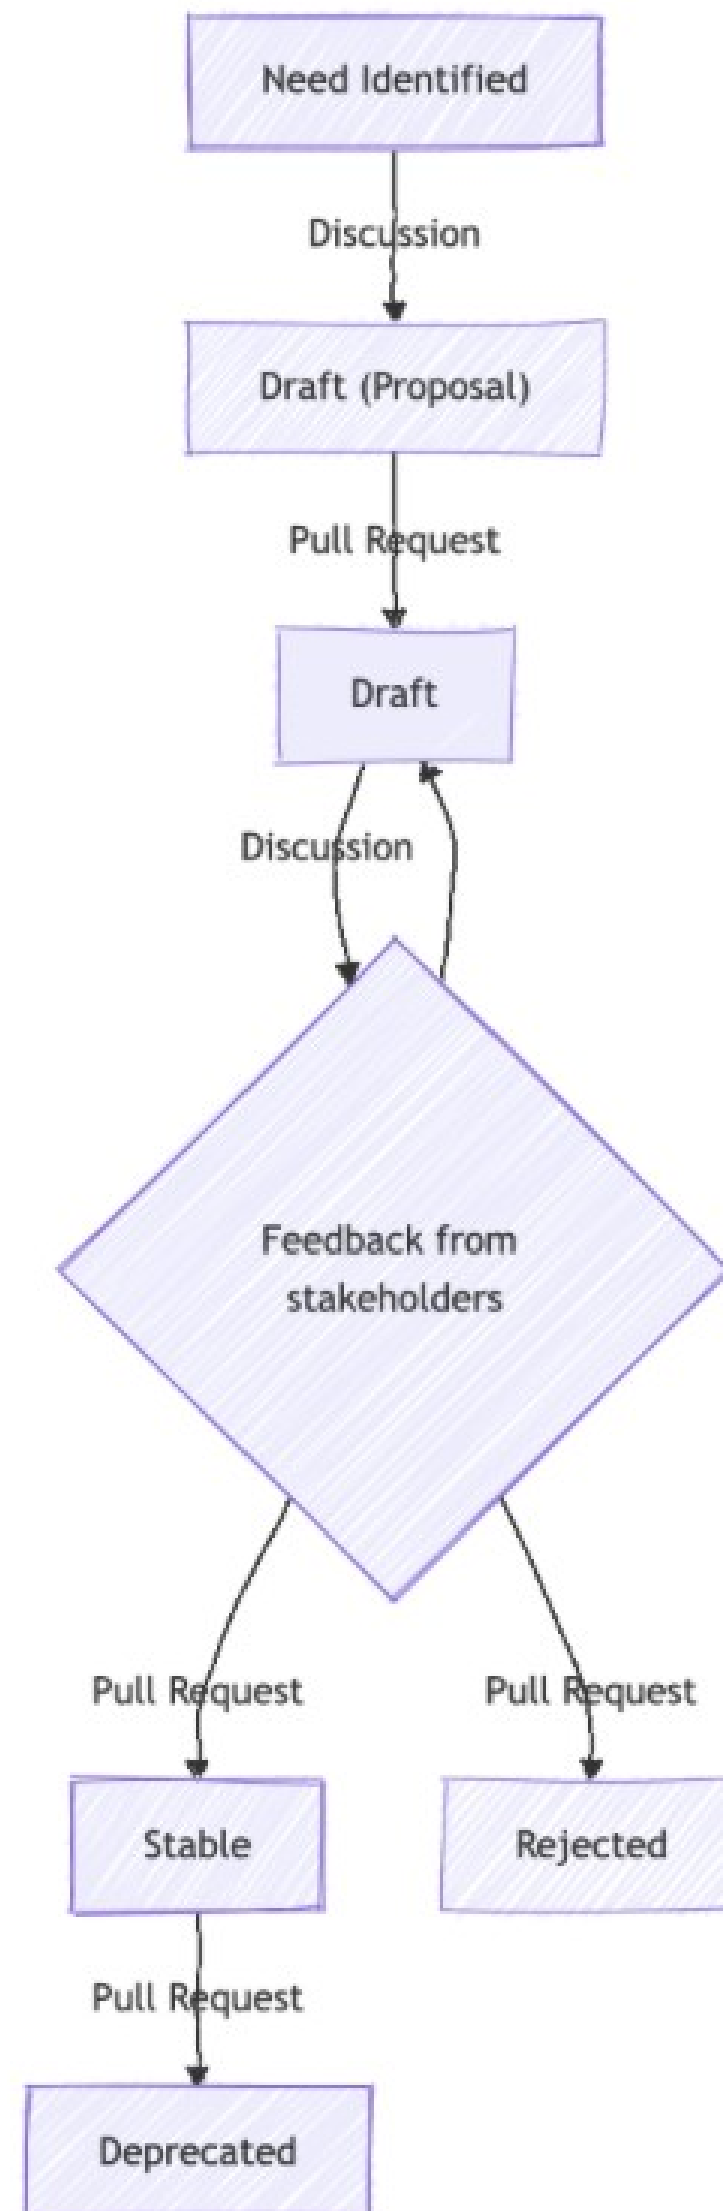 Need Identified
Discussion
Draft (Proposal)
Pull Request
Draft
Discussion
Feedback from
stakeholders
Pull Request
Pull Request
Stable
Rejected
Pull Request
Deprecated